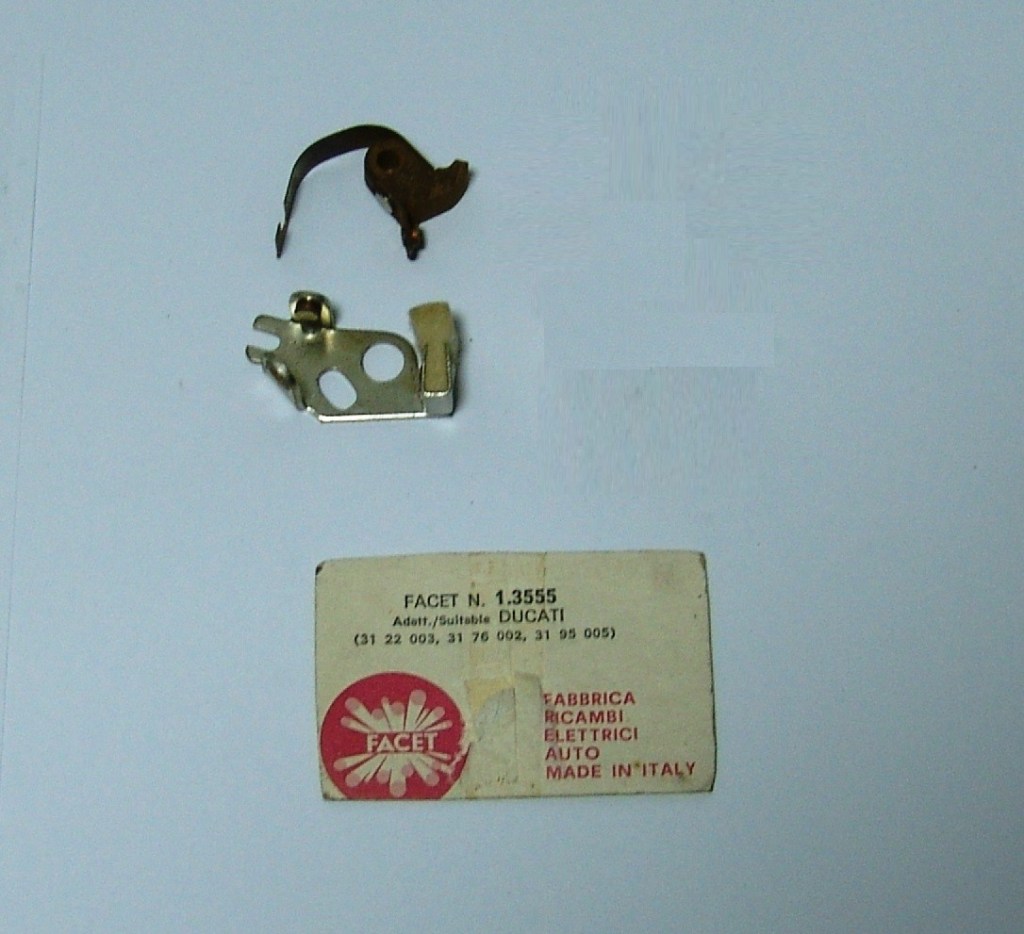 FACET N. 1.3555
Adatt./Suitable DUCATI
(31 22 003, 31 76 002, 31 95 005)
FACET
FABBRICA
RICAMBI
ELETTRICI
AUTO
MADE IN ITALY